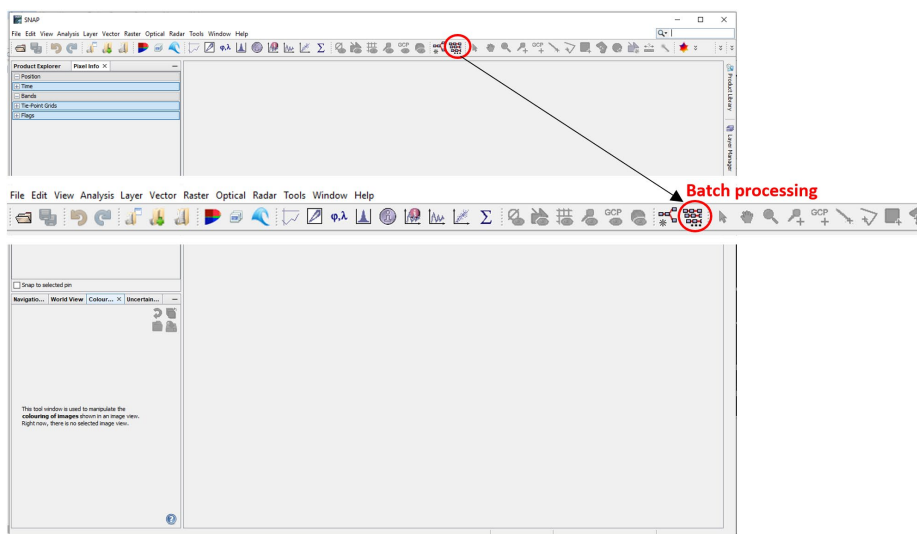 SNAP
File Edit View Analysis Layer Vector Raster Optical Radar Tools Window Help
φ,λ Σ GCP GCP
Product Explorer Pixel Info ×
Position
Time
Bands
Tie-Point Grids
Flags
Product Library
Layer Manager
Batch processing
File Edit View Analysis Layer Vector Raster Optical Radar Tools Window Help
φ,λ Σ GCP GCP
Snap to selected pin
Navigatio... World View Colour... × Uncertain...
This tool window is used to manipulate the
colouring of images shown in an image view.
Right now, there is no selected image view.